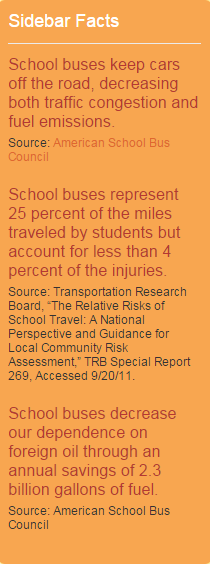 Sidebar Facts
School buses keep cars
off the road, decreasing
both traffic congestion and
fuel emissions.
Source: American School Bus
Council
School buses represent
25 percent of the miles
traveled by students but
account for less than 4
percent of the injuries.
Source: Transportation Research
Board, “The Relative Risks of
School Travel: A National
Perspective and Guidance for
Local Community Risk
Assessment,” TRB Special Report
269, Accessed 9/20/11.
School buses decrease
our dependence on
foreign oil through an
annual savings of 2.3
billion gallons of fuel.
Source: American School Bus
Council